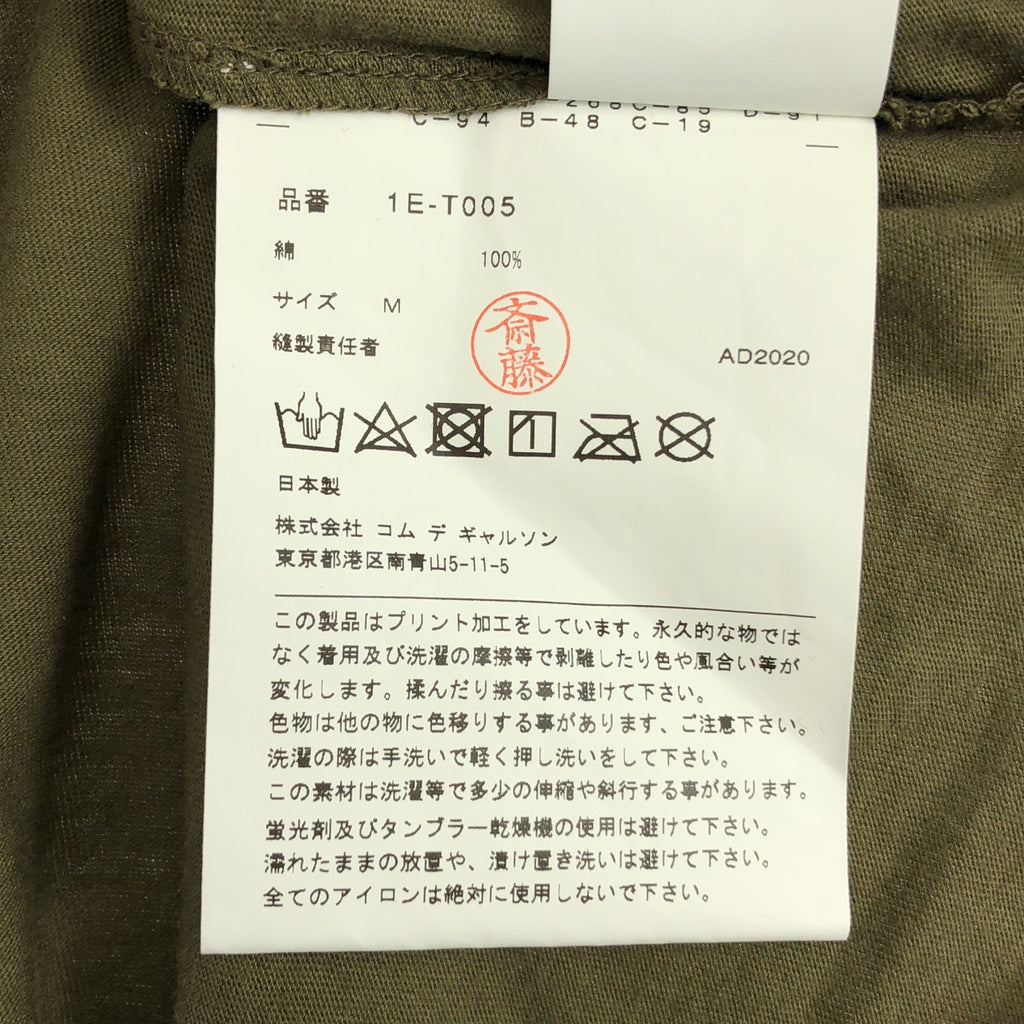 C-94 B-48 C-19
品番 1E-T005
綿 100%
サイズ M
斎藤
縫製責任者
AD2020
日本製
株式会社 コム デ ギャルソン
東京都港区南青山5-11-5
この製品はプリント加工をしています。永久的な物では
なく着用及び洗濯の摩擦等で剥離したり色や風合い等が
変化します。揉んだり擦る事は避けて下さい。
色物は他の物に色移りする事があります、ご注意下さい。
洗濯の際は手洗いで軽く押し洗いをして下さい。
この素材は洗濯等で多少の伸縮や斜行する事があります。
蛍光剤及びタンブラー乾燥機の使用は避けて下さい。
濡れたままの放置や、漬け置き洗いは避けて下さい。
全てのアイロンは絶対に使用しないで下さい。